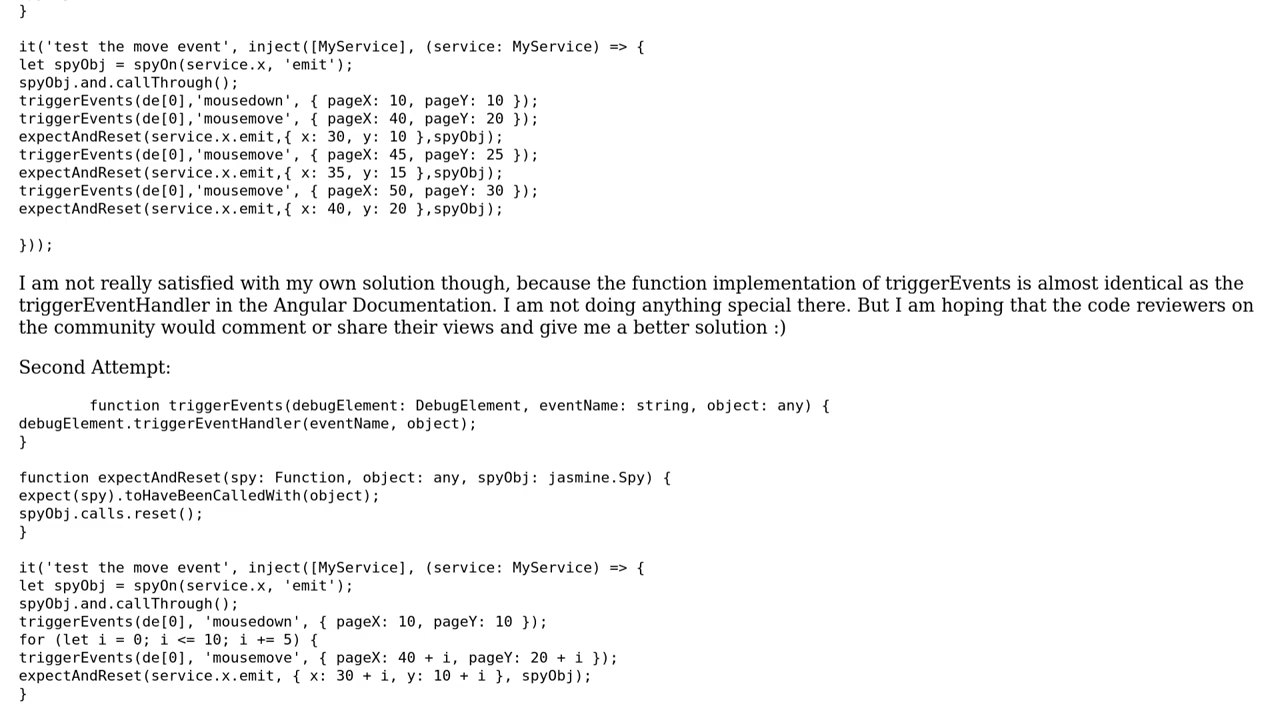 }
it('test the move event', inject([MyService], (service: MyService) => {
let spyObj = spyOn(service.x, 'emit');
spyObj.and.callThrough();
triggerEvents(de[0],'mousedown', { pageX: 10, pageY: 10 });
triggerEvents(de[0],'mousemove', { pageX: 40, pageY: 20 });
expectAndReset(service.x.emit,{ x: 30, y: 10 },spyObj);
triggerEvents(de[0],'mousemove', { pageX: 45, pageY: 25 });
expectAndReset(service.x.emit,{ x: 35, y: 15 },spyObj);
triggerEvents(de[0],'mousemove', { pageX: 50, pageY: 30 });
expectAndReset(service.x.emit,{ x: 40, y: 20 },spyObj);
}));
I am not really satisfied with my own solution though, because the function implementation of triggerEvents is almost identical as the
triggerEventHandler in the Angular Documentation. I am not doing anything special there. But I am hoping that the code reviewers on
the community would comment or share their views and give me a better solution :)
Second Attempt:
function triggerEvents(debugElement: DebugElement, eventName: string, object: any) {
debugElement.triggerEventHandler(eventName, object);
}
function expectAndReset(spy: Function, object: any, spyObj: jasmine.Spy) {
expect(spy).toHaveBeenCalledWith(object);
spyObj.calls.reset();
}
it('test the move event', inject([MyService], (service: MyService) => {
let spyObj = spyOn(service.x, 'emit');
spyObj.and.callThrough();
triggerEvents(de[0], 'mousedown', { pageX: 10, pageY: 10 });
for (let i = 0; i <= 10; i += 5) {
triggerEvents(de[0], 'mousemove', { pageX: 40 + i, pageY: 20 + i });
expectAndReset(service.x.emit, { x: 30 + i, y: 10 + i }, spyObj);
}